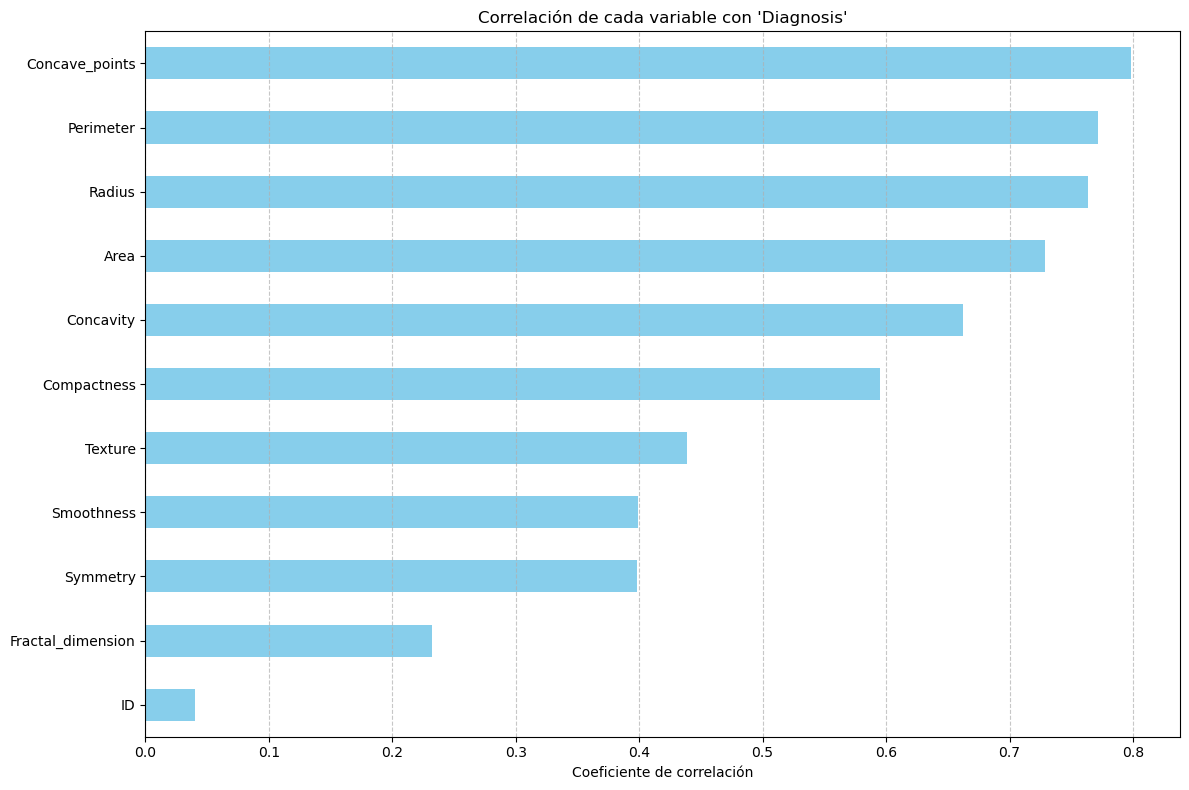 Correlación de cada variable con 'Diagnosis'
Concave_points
Perimeter
Radius
Area
Concavity
Compactness
Texture
Smoothness
Symmetry
Fractal_dimension
ID
0.0 0.1 0.2 0.3 0.4 0.5 0.6 0.7 0.8
Coeficiente de correlación